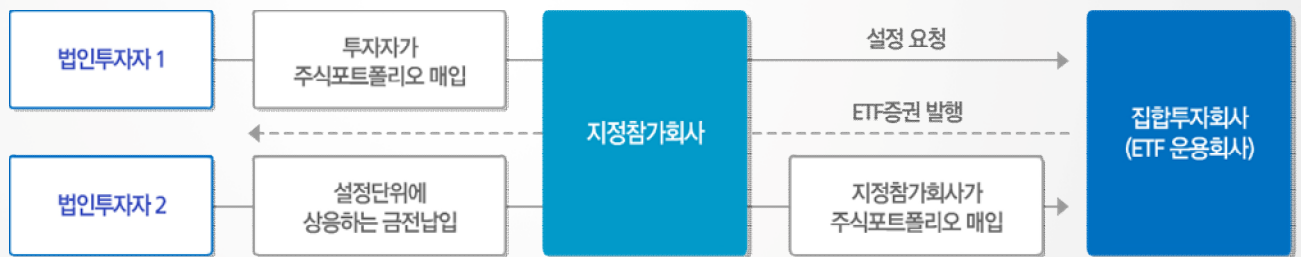 법인투자자 1
투자자가
주식포트폴리오 매입
설정 요청
지정참가회사
ETF증권 발행
집합투자회사
(ETF 운용회사)
법인투자자 2
설정단위에
상응하는 금전납입
지정참가회사가
주식포트폴리오 매입